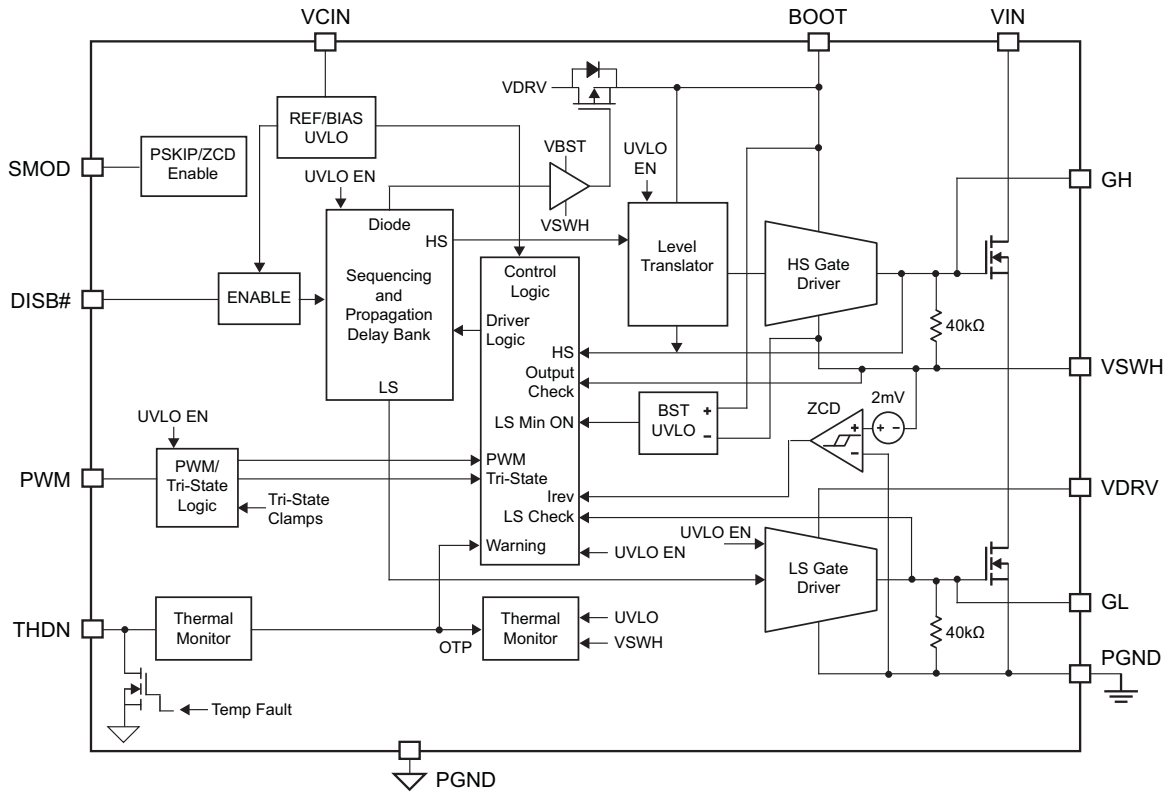 VCIN
BOOT
VIN
VDRV
REF/BIAS
UVLO
SMOD
PSKIP/ZCD
Enable
VBST
UVLO
EN
UVLO EN
VSWH
GH
Diode
HS
Level
Translator
HS Gate
Driver
Sequencing
and
Propagation
Delay Bank
Control
Logic
DISB#
ENABLE
Driver
Logic
40kΩ
HS
Output
Check
VSWH
LS
LS Min ON
BST
UVLO
+
−
ZCD
2mV
+ -
+
−
UVLO EN
PWM
PWM/
Tri-State
Logic
PWM
Tri-State
Tri-State
Clamps
Irev
VDRV
LS Check
UVLO EN
Warning
UVLO EN
LS Gate
Driver
GL
THDN
Thermal
Monitor
OTP
Thermal
Monitor
UVLO
VSWH
40kΩ
PGND
Temp Fault
PGND